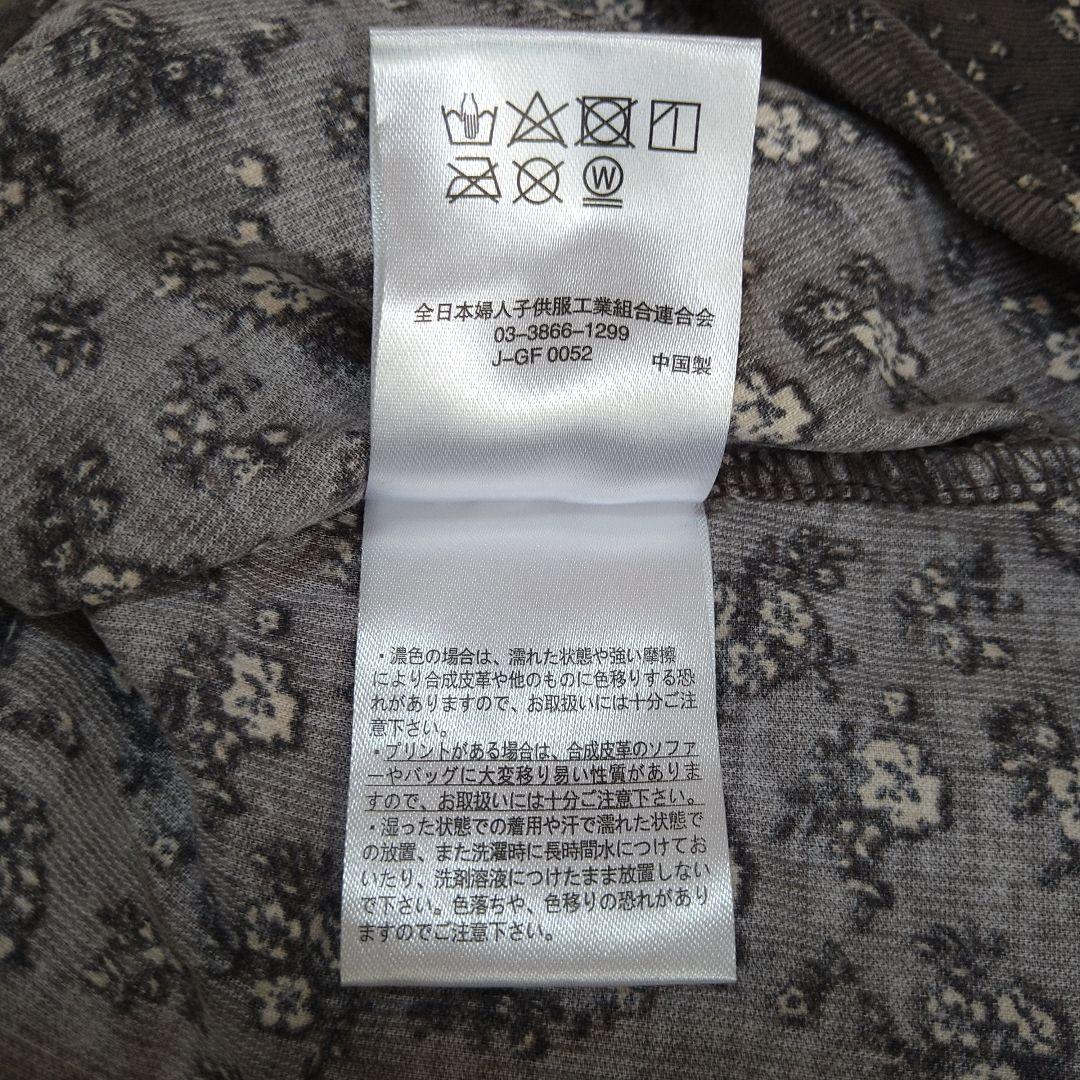 W
全日本婦人子供服工業組合連合会
03-3866-1299
J-GF 0052 中国製
・濃色の場合は、濡れた状態や強い摩擦
により合成皮革や他のものに色移りする恐
れがありますので、お取扱いには十分ご注
意下さい。
・プリントがある場合は、合成皮革のソファ
ーやバッグに大変移り易い性質がありま
すので、お取扱いには十分ご注意下さい。
・湿った状態での着用や汗で濡れた状態で
の放置、また洗濯時に長時間水につけてお
いたり、洗剤溶液につけたまま放置しない
で下さい。色落ちや、色移りの恐れがあり
ますのでご注意下さい。